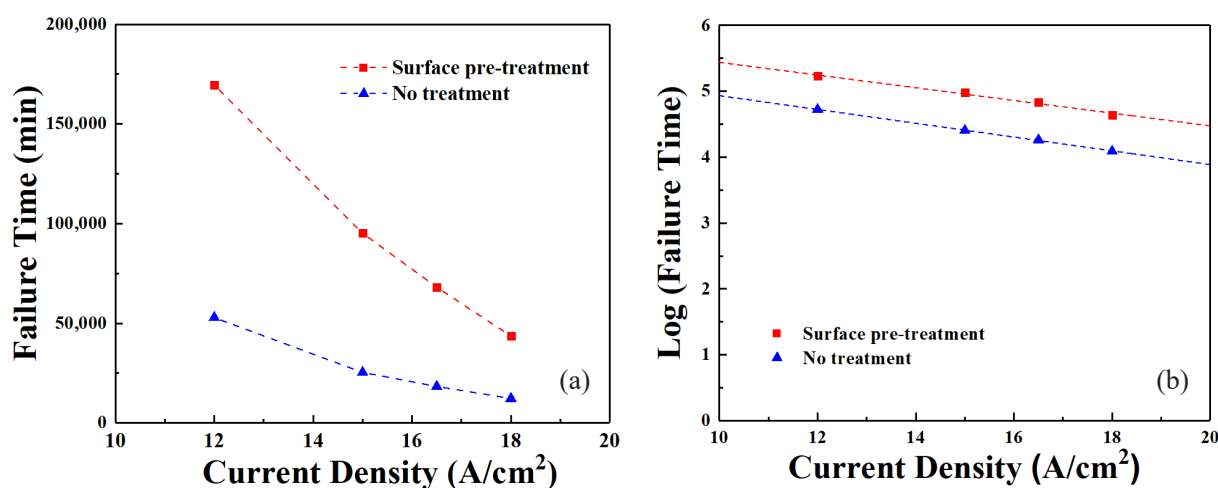 200,000
150,000
100,000
50,000
0
10
12
14
16
18
20
Failure Time (min)
Current Density (A/cm²)
Surface pre-treatment
No treatment
(a)
6
5
4
3
2
1
0
10
12
14
16
18
20
Log (Failure Time)
Current Density (A/cm²)
Surface pre-treatment
No treatment
(b)